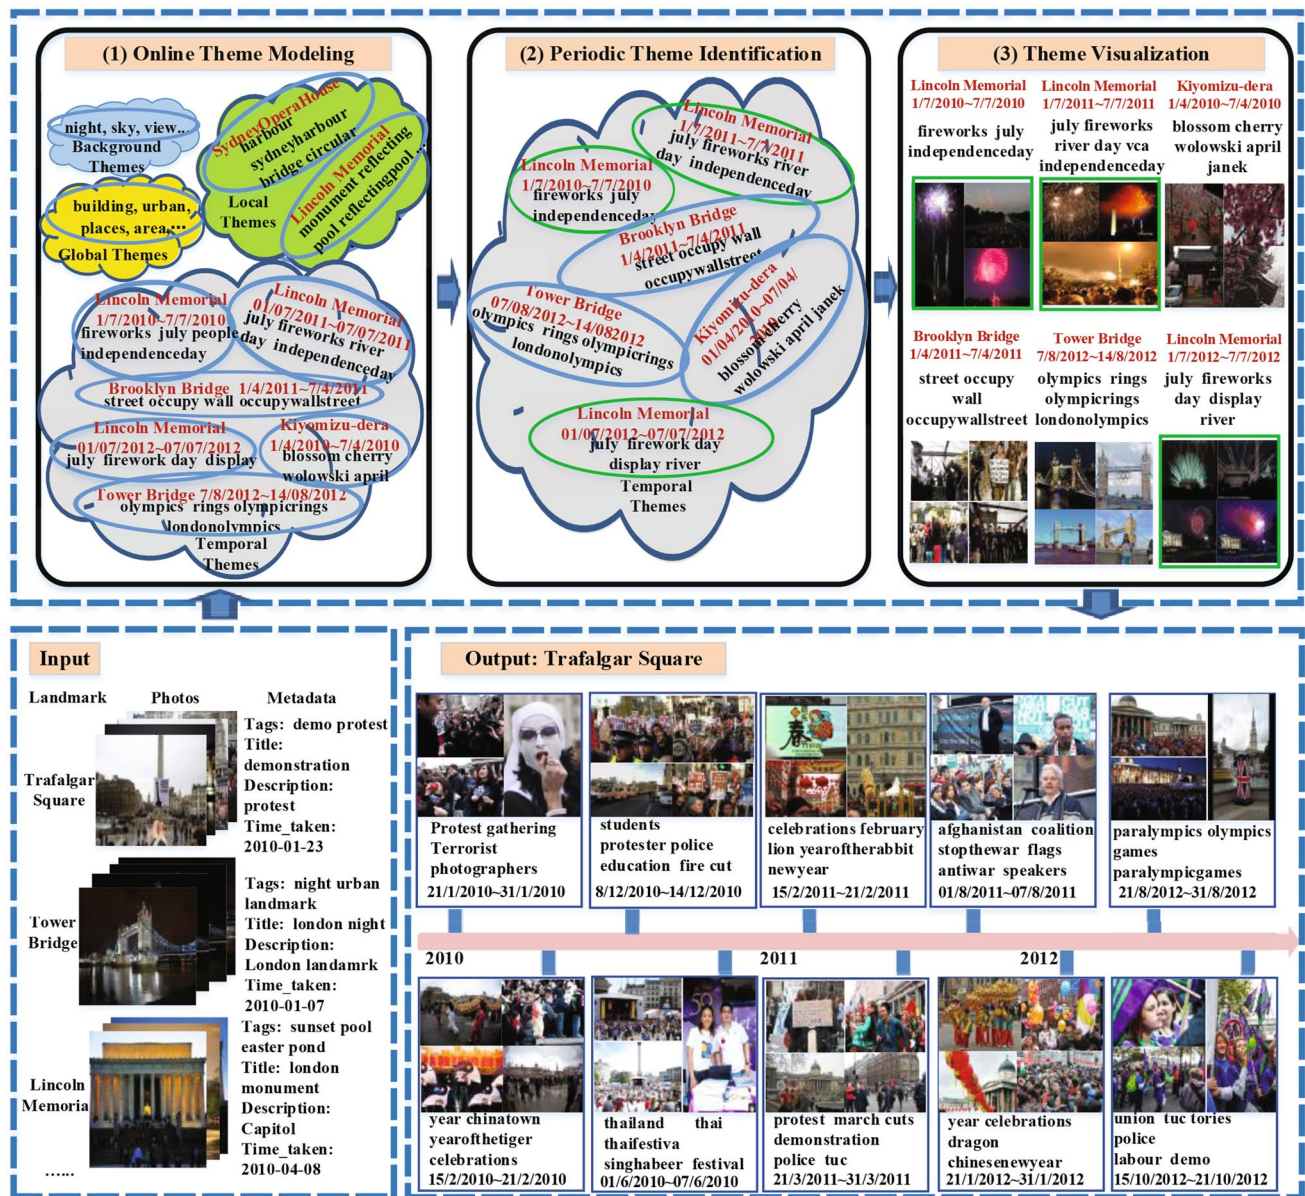 (1) Online Theme Modeling
night, sky, view...
Background
Themes
building, urban,
places, area,...
Global Themes
SydneyOperaHouse
harbour
sydneyharbour
bridge circular
Lincoln Memorial
monument reflecting
pool reflectingpool ...
Local
Themes
Lincoln Memorial
1/7/2010~7/7/2010
fireworks july people
independenceday
Lincoln Memorial
01/07/2011~07/07/2011
july fireworks river
day independenceday
Brooklyn Bridge 1/4/2011~7/4/2011
street occupy wall occupywallstreet
Lincoln Memorial
01/07/2012~07/07/2012
july firework day display
Kiyomizu-dera
1/4/2010~7/4/2010
blossom cherry
wolowski april
Tower Bridge 7/8/2012~14/08/2012
olympics rings olympicrings
londonolympics
Temporal
Themes
(2) Periodic Theme Identification
Lincoln Memorial
1/7/2011~7/7/2011
july fireworks river
day independenceday
Lincoln Memorial
1/7/2010~7/7/2010
fireworks july
independenceday
Brooklyn Bridge
1/4/2011~7/4/2011
street occupy wall
occupywallstreet
Tower Bridge
07/08/2012~14/082012
olympics rings olympicrings
londonolympics
Kiyomizu-dera
01/04/2010~07/04/
2010
blossom cherry
wolowski april janek
Lincoln Memorial
01/07/2012~07/07/2012
july firework day
display river
Temporal
Themes
(3) Theme Visualization
Lincoln Memorial
1/7/2010~7/7/2010
fireworks july
independenceday
Lincoln Memorial
1/7/2011~7/7/2011
july fireworks
river day vca
independenceday
Kiyomizu-dera
1/4/2010~7/4/2010
blossom cherry
wolowski april
janek
Brooklyn Bridge
1/4/2011~7/4/2011
street occupy
wall
occupywallstreet
Tower Bridge
7/8/2012~14/8/2012
olympics rings
olympicrings
londonolympics
Lincoln Memorial
1/7/2012~7/7/2012
july fireworks
day display
river
Input
Landmark Photos Metadata
Trafalgar
Square
Tags: demo protest
Title:
demonstration
Description:
protest
Time_taken:
2010-01-23
Tower
Bridge
Tags: night urban
landmark
Title: london night
Description:
London landamrk
Time_taken:
2010-01-07
Lincoln
Memoria
Tags: sunset pool
easter pond
Title: london
monument
Description:
Capitol
Time_taken:
2010-04-08
......
Output: Trafalgar Square
Protest gathering
Terrorist
photographers
21/1/2010~31/1/2010
students
protester police
education fire cut
8/12/2010~14/12/2010
春
celebrations february
lion yearoftherabbit
newyear
15/2/2011~21/2/2011
afghanistan coalition
stopthewar flags
antiwar speakers
01/8/2011~07/8/2011
paralympics olympics
games
paralympicgames
21/8/2012~31/8/2012
2010 2011 2012
year chinatown
yearofthetiger
celebrations
15/2/2010~21/2/2010
thailand thai
thaifestiva
singhabeer festival
01/6/2010~07/6/2010
protest march cuts
demonstration
police tuc
21/3/2011~31/3/2011
year celebrations
dragon
chinesenewyear
21/1/2012~31/1/2012
union tuc tories
police
labour demo
15/10/2012~21/10/2012